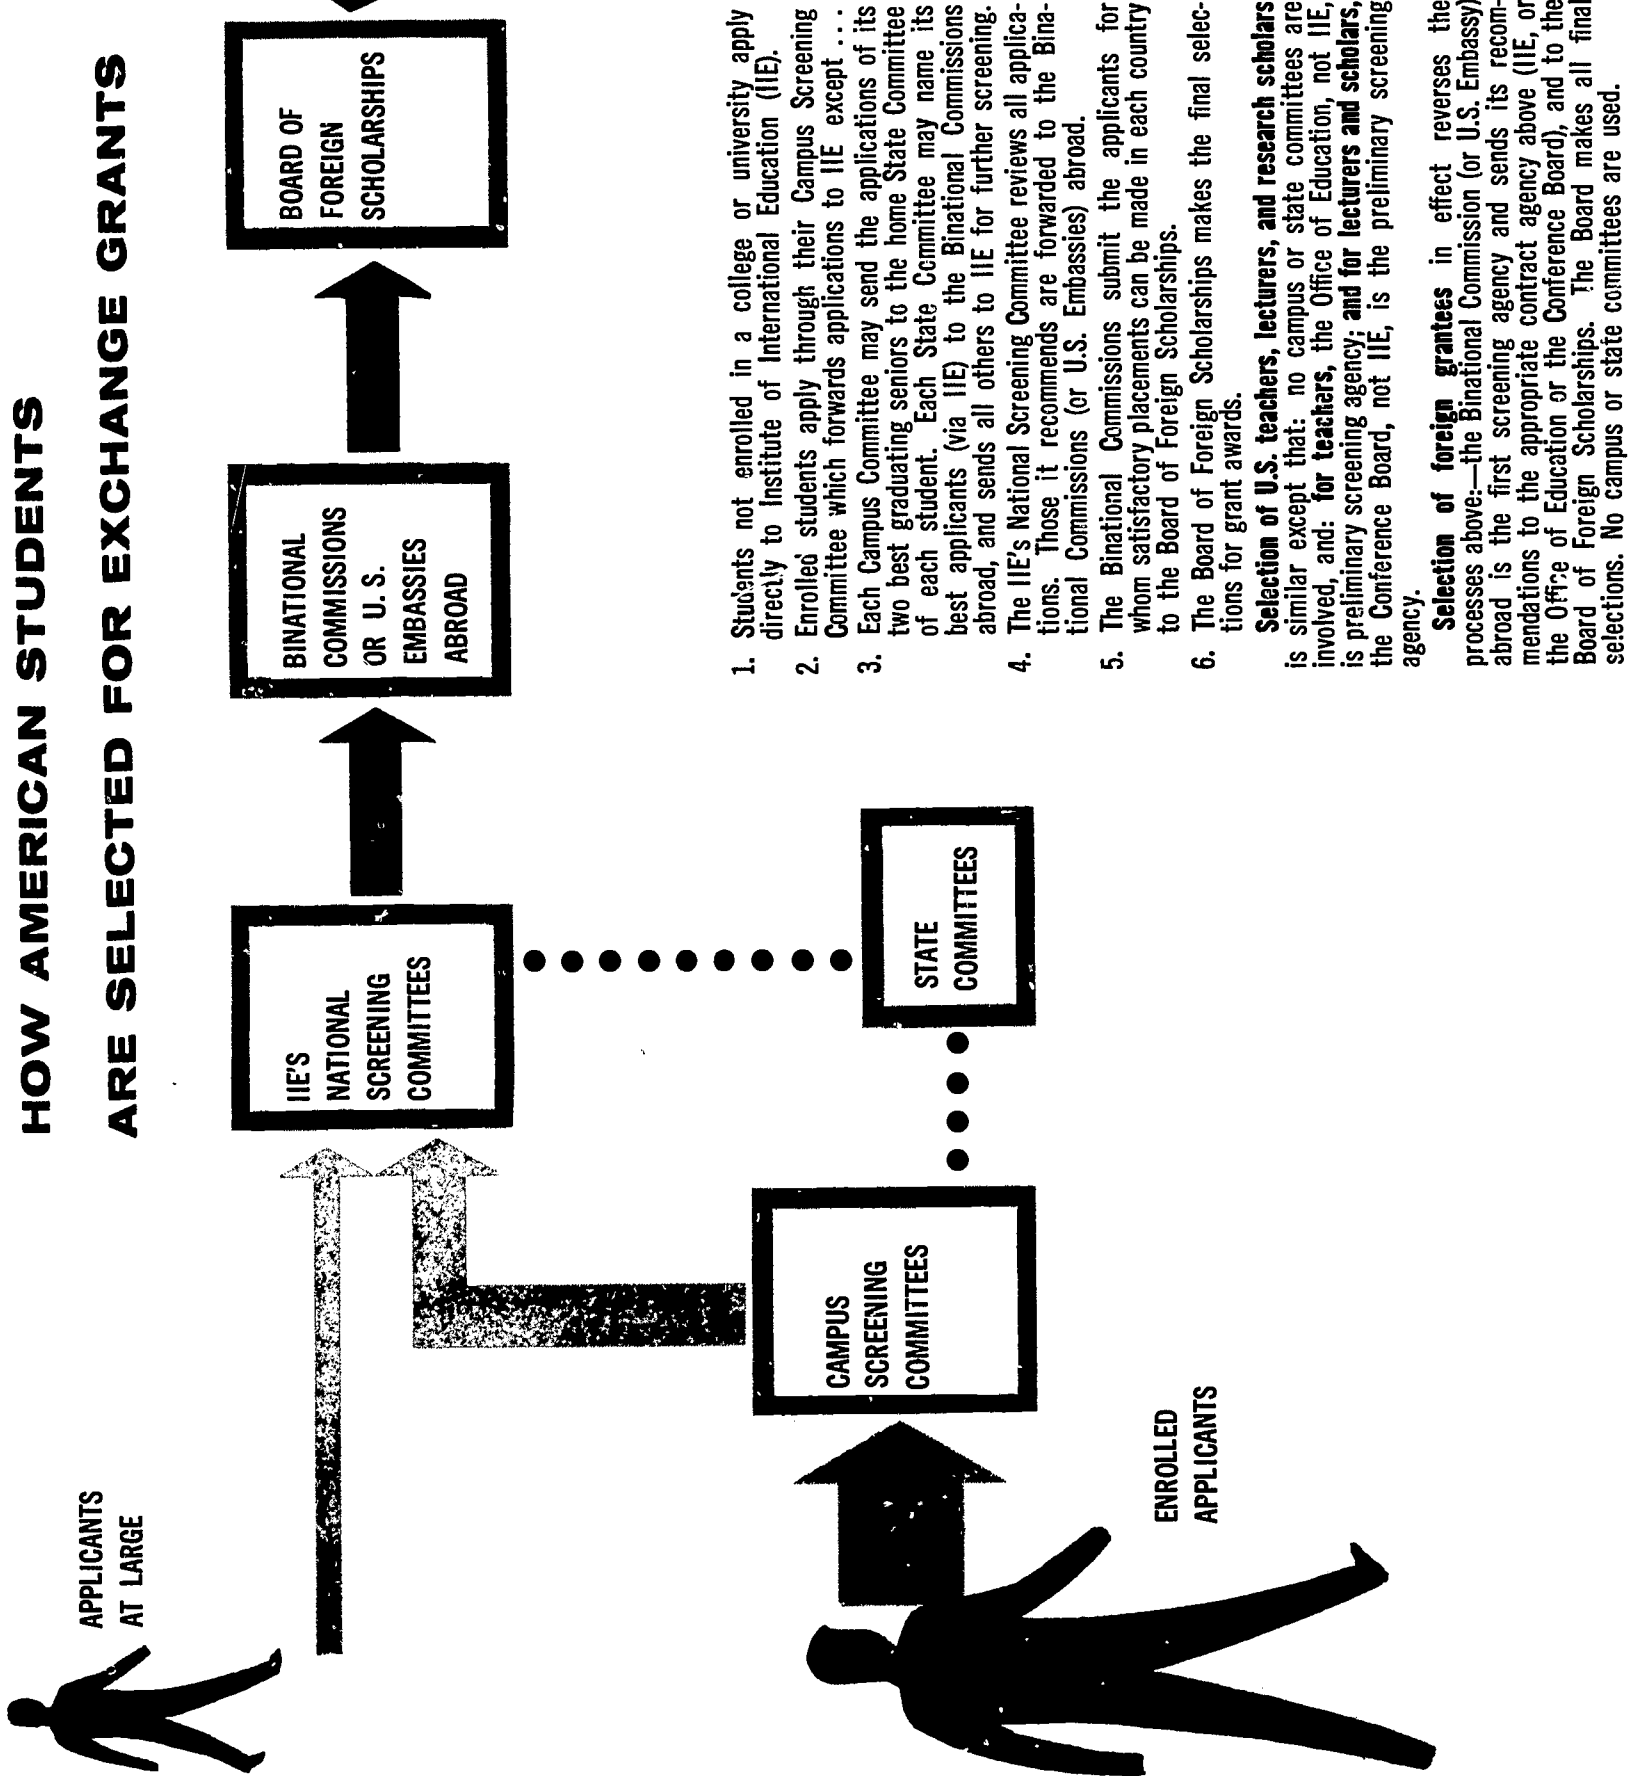 HOW AMERICAN STUDENTS
ARE SELECTED FOR EXCHANGE GRANTS
APPLICANTS
AT LARGE
IIE'S
NATIONAL
SCREENING
COMMITTEES
BINATIONAL
COMMISSIONS
OR U. S.
EMBASSIES
ABROAD
BOARD OF
FOREIGN
SCHOLARSHIPS
CAMPUS
SCREENING
COMMITTEES
STATE
COMMITTEES
ENROLLED
APPLICANTS
1. Students not enrolled in a college or university apply
directly to Institute of International Education (IIE).
2. Enrolled students apply through their Campus Screening
Committee which forwards applications to IIE except ...
3. Each Campus Committee may send the applications of its
two best graduating seniors to the home State Committee
of each student. Each State Committee may name its
best applicants (via IIE) to the Binational Commissions
abroad, and sends all others to IIE for further screening.
4. The IIE's National Screening Committee reviews all applica-
tions. Those it recommends are forwarded to the Bina-
tional Commissions (or U.S. Embassies) abroad.
5. The Binational Commissions submit the applicants for
whom satisfactory placements can be made in each country
to the Board of Foreign Scholarships.
6. The Board of Foreign Scholarships makes the final selec-
tions for grant awards.
Selection of U.S. teachers, lecturers, and research scholars
is similar except that: no campus or state committees are
involved, and: for teachers, the Office of Education, not IIE,
is preliminary screening agency; and for lecturers and scholars,
the Conference Board, not IIE, is the preliminary screening
agency.
Selection of foreign grantees in effect reverses the
processes above:—the Binational Commission (or U.S. Embassy)
abroad is the first screening agency and sends its recom-
mendations to the appropriate contract agency above (IIE, or
the Office of Education or the Conference Board), and to the
Board of Foreign Scholarships. The Board makes all final
selections. No campus or state committees are used.